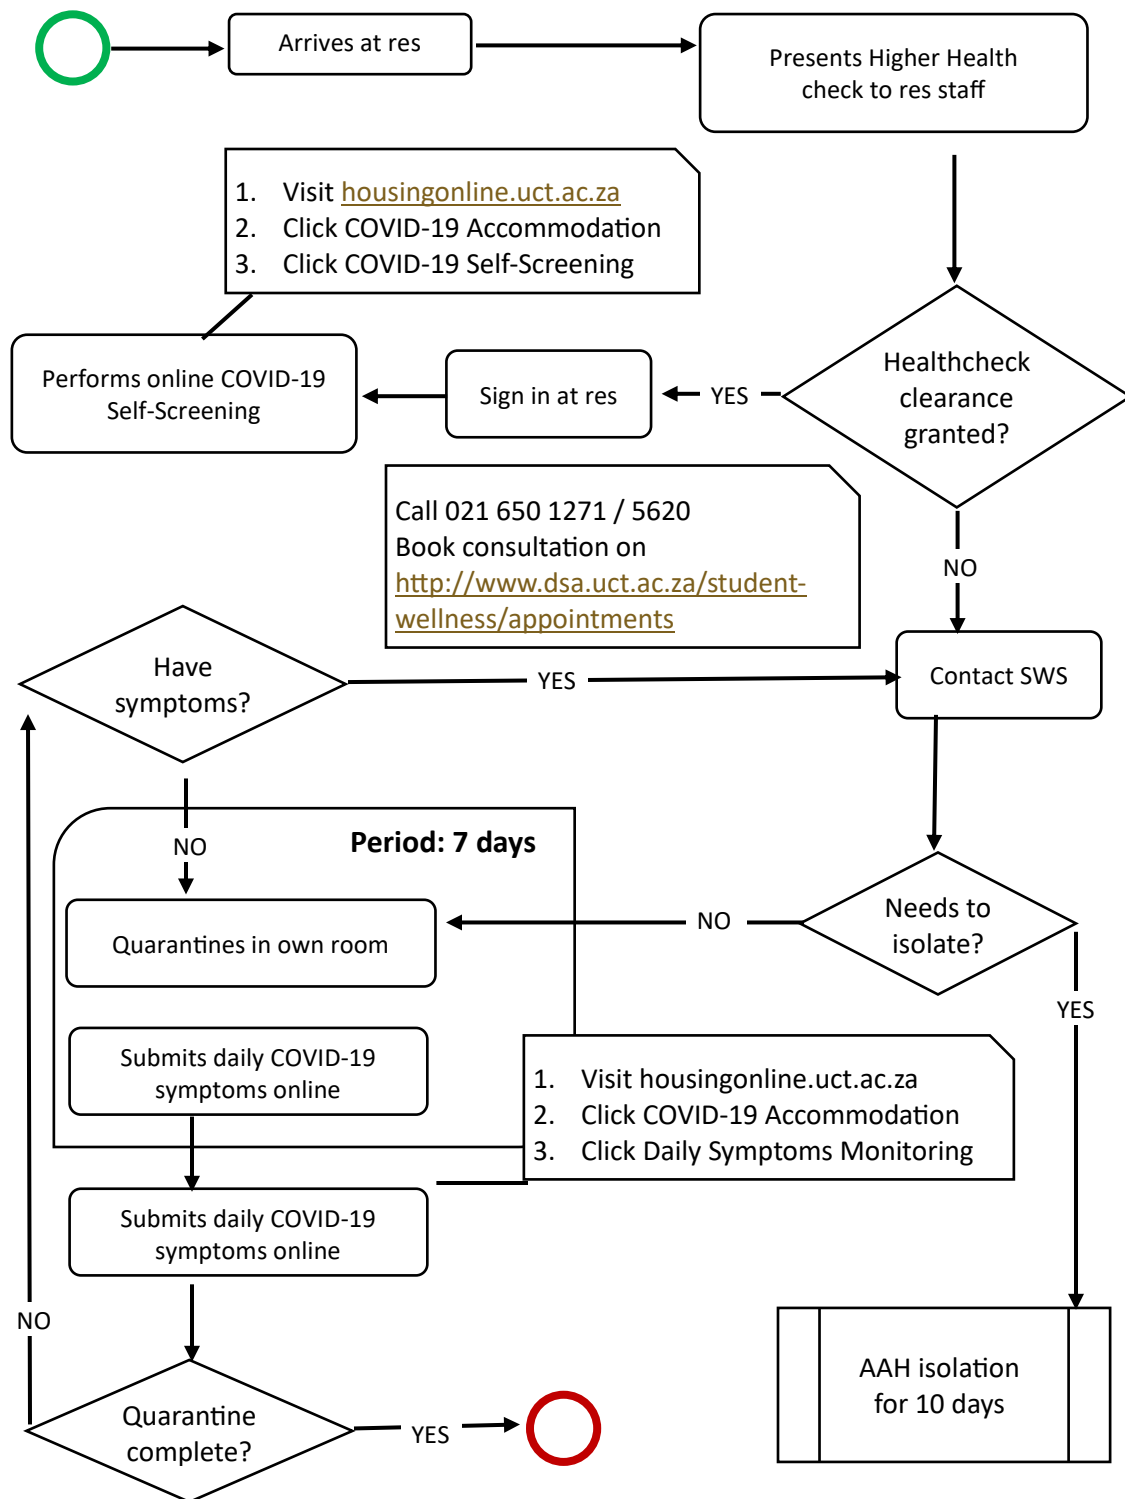 Arrives at res
Presents Higher Health
check to res staff
1. Visit housingonline.uct.ac.za
2. Click COVID-19 Accommodation
3. Click COVID-19 Self-Screening
Performs online COVID-19
Self-Screening
Sign in at res
YES
Healthcheck
clearance
granted?
Call 021 650 1271 / 5620
Book consultation on
http://www.dsa.uct.ac.za/student-
wellness/appointments
NO
Have
symptoms?
YES
Contact SWS
NO
Period: 7 days
Quarantines in own room
NO
Needs to
isolate?
YES
Submits daily COVID-19
symptoms online
1. Visit housingonline.uct.ac.za
2. Click COVID-19 Accommodation
3. Click Daily Symptoms Monitoring
Submits daily COVID-19
symptoms online
NO
Quarantine
complete?
YES
AAH isolation
for 10 days